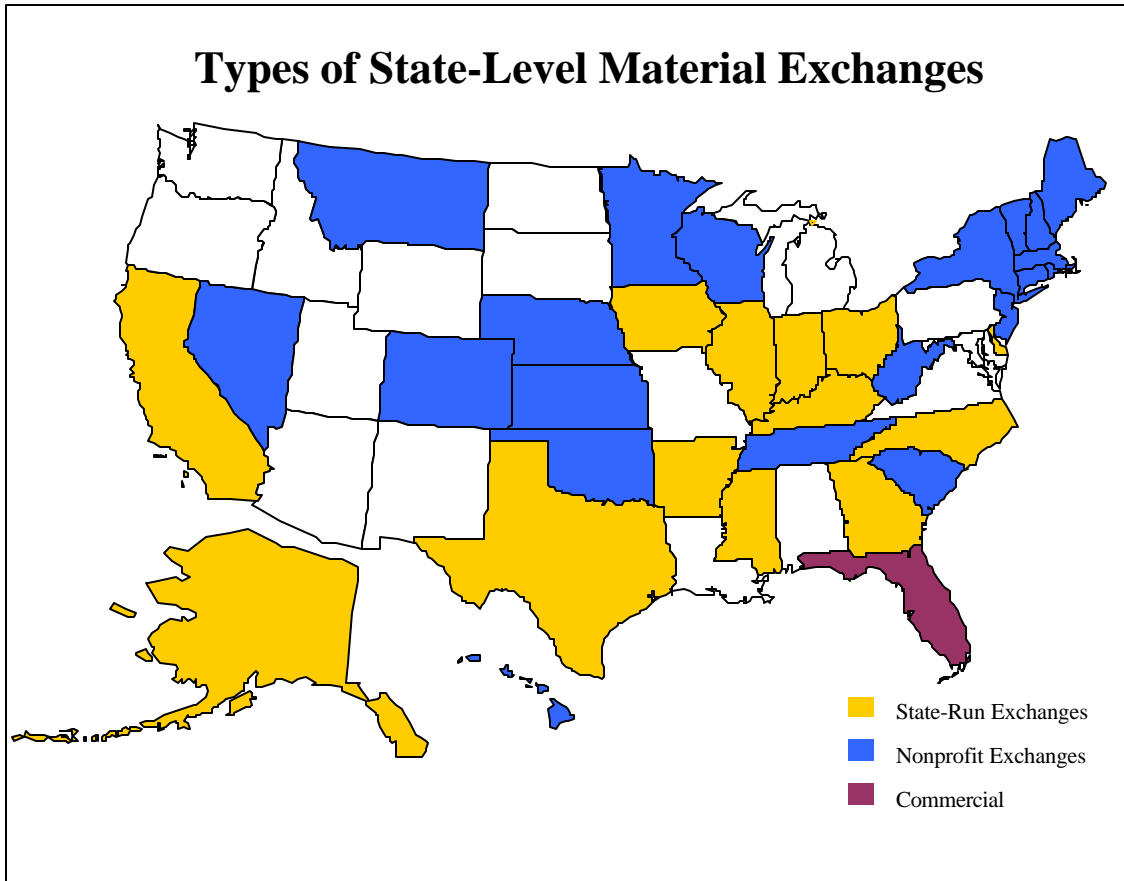 Types of State-Level Material Exchanges
State-Run Exchanges
Nonprofit Exchanges
Commercial